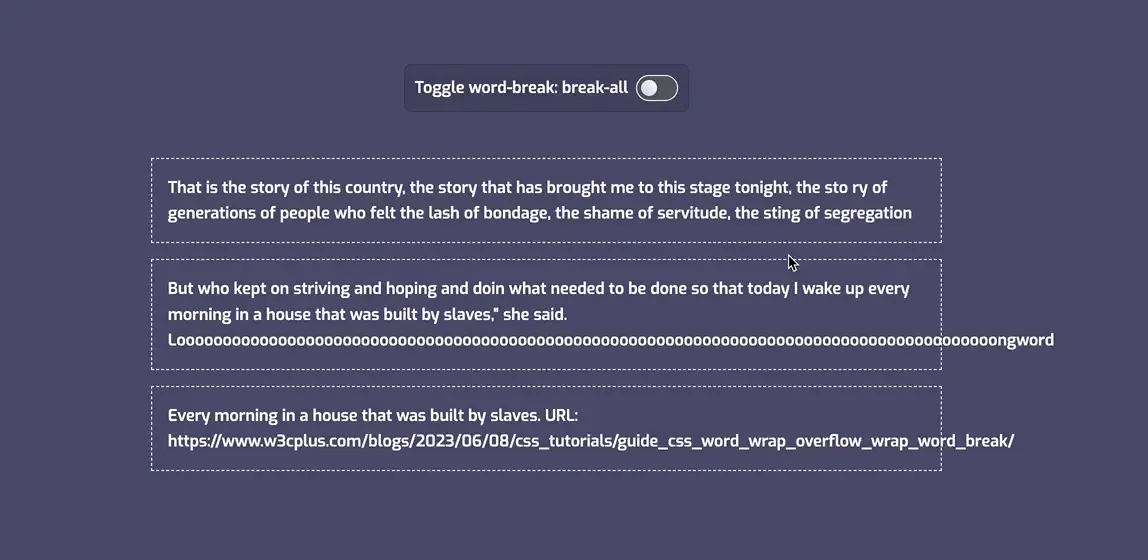 Toggle word-break: break-all
That is the story of this country, the story that has brought me to this stage tonight, the sto ry of
generations of people who felt the lash of bondage, the shame of servitude, the sting of segregation
But who kept on striving and hoping and doin what needed to be done so that today I wake up every
morning in a house that was built by slaves," she said.
Looooooooooooooooooooooooooooooooooooooooooooooooooooooooooooooooooooooooooooooooooooooooooongword
Every morning in a house that was built by slaves. URL:
https://www.w3cplus.com/blogs/2023/06/08/css_tutorials/guide_css_word_wrap_overflow_wrap_word_break/